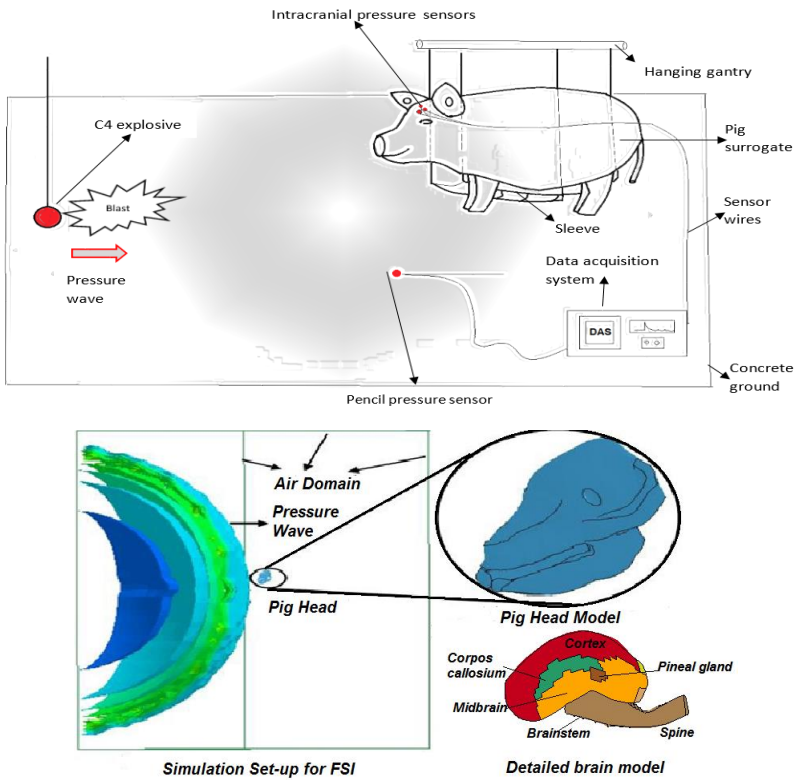 Intracranial pressure sensors
Hanging gantry
C4 explosive
Pig
surrogate
Blast
Sensor
wires
Sleeve
Pressure
wave
Data acquisition
system
DAS
Concrete
ground
Pencil pressure sensor
Air Domain
Pressure
Wave
Pig Head
Pig Head Model
Cortex
Corpos
callosium
Pineal gland
Midbrain
Brainstem
Spine
Simulation Set-up for FSI
Detailed brain model